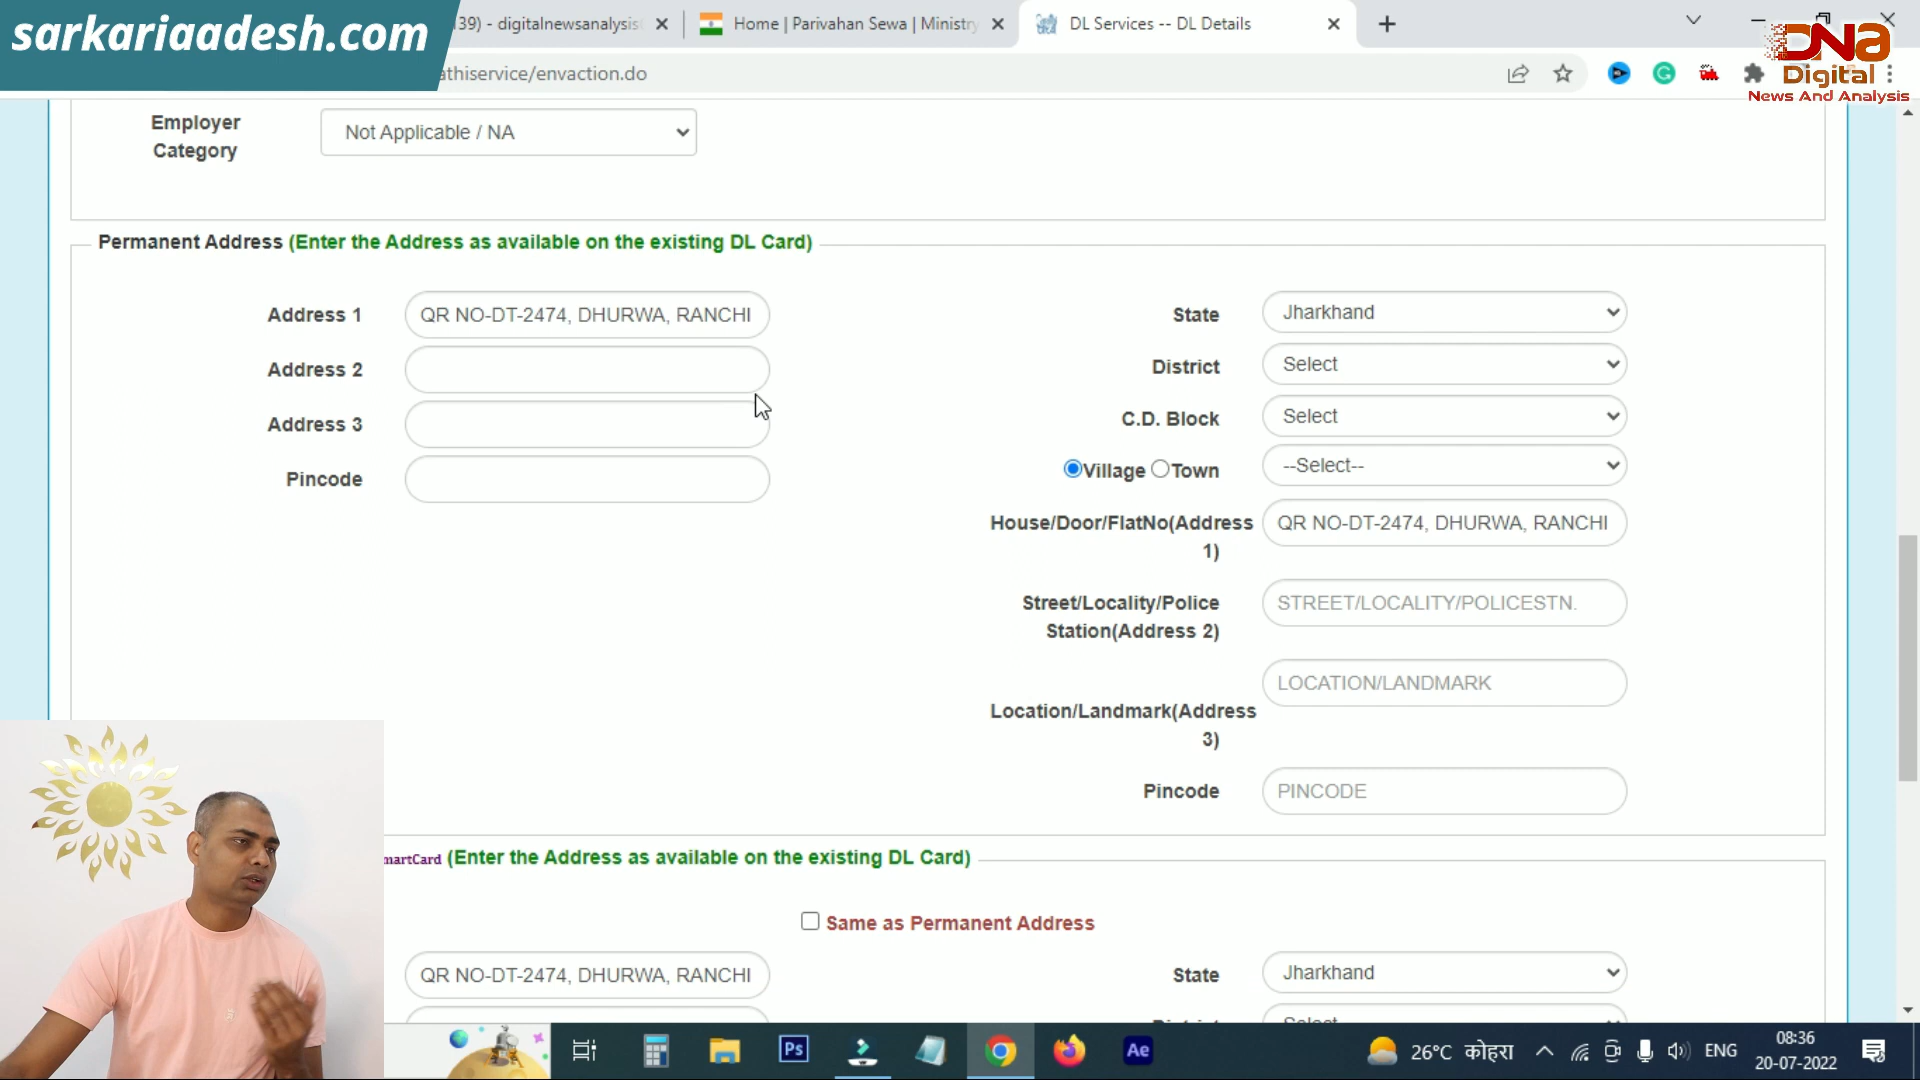 sarkariaadesh.com
39) - digitalnewsanalysis
Home | Parivahan Sewa | Ministry
DL Services -- DL Details
DNA
Digital
News And Analysis
athiservice/envaction.do
Employer
Category
Not Applicable / NA
Permanent Address (Enter the Address as available on the existing DL Card)
Address 1
QR NO-DT-2474, DHURWA, RANCHI
State
Jharkhand
Address 2
District
Select
Address 3
C.D. Block
Select
Pincode
Village
Town
--Select--
House/Door/FlatNo(Address
1)
QR NO-DT-2474, DHURWA, RANCHI
Street/Locality/Police
Station(Address 2)
STREET/LOCALITY/POLICESTN.
LOCATION/LANDMARK
Location/Landmark(Address
3)
Pincode
PINCODE
martCard (Enter the Address as available on the existing DL Card)
Same as Permanent Address
QR NO-DT-2474, DHURWA, RANCHI
State
Jharkhand
Select
Ps
Ae
26°C कोहरा
ENG
08:36
20-07-2022